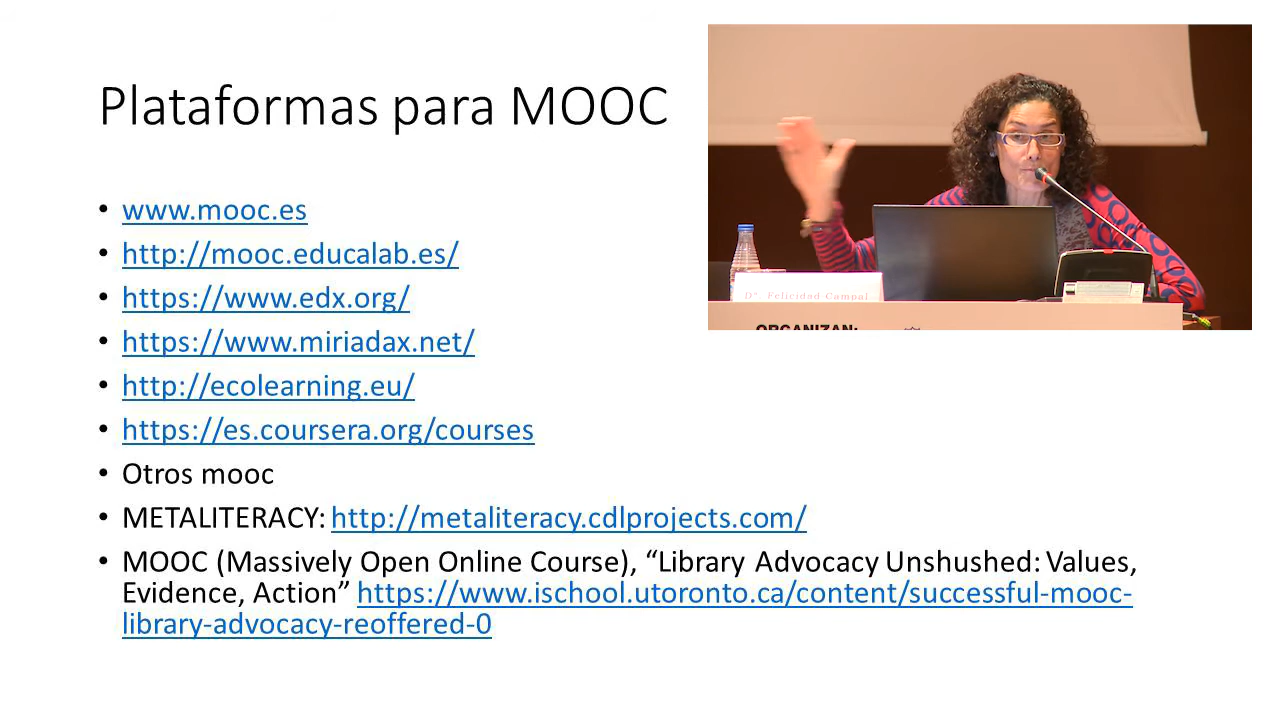 Plataformas para MOOC
• www.mooc.es
• http://mooc.educalab.es/
• https://www.edx.org/
• https://www.miriadax.net/
• http://ecolearning.eu/
• https://es.coursera.org/courses
• Otros mooc
• METALITERACY: http://metaliteracy.cdlprojects.com/
• MOOC (Massively Open Online Course), “Library Advocacy Unshushed: Values,
Evidence, Action” https://www.ischool.utoronto.ca/content/successful-mooc-
library-advocacy-reoffered-0
Dª. Felicidad Campal
ORGANIZAN: